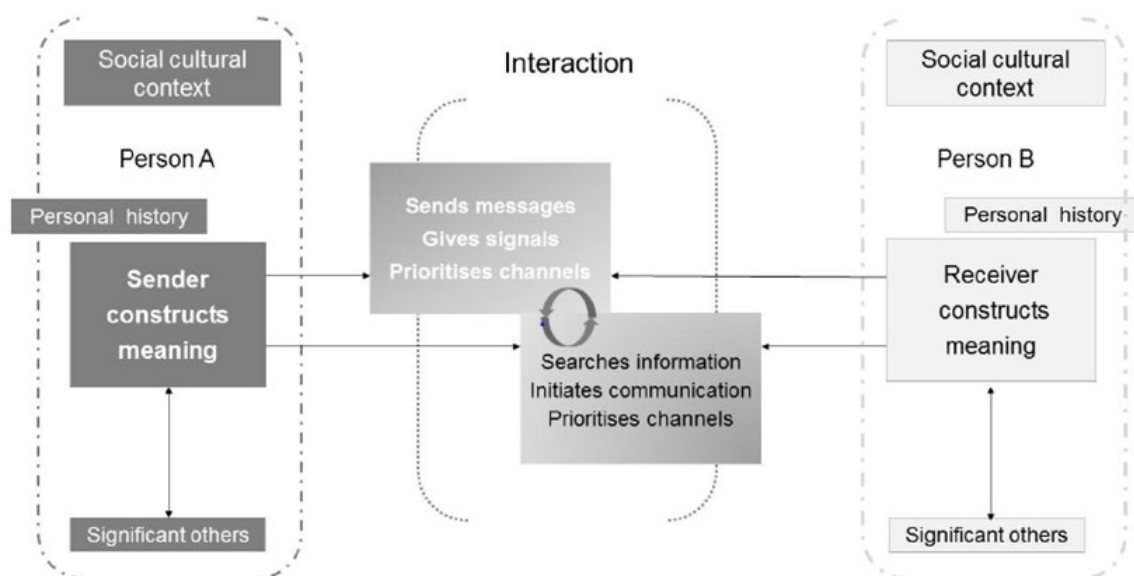 Social cultural
context
Person A
Personal history
Sender
constructs
meaning
Significant others
Interaction
Sends messages
Gives signals
Prioritises channels
Searches information
Initiates communication
Prioritises channels
Social cultural
context
Person B
Personal history
Receiver
constructs
meaning
Significant others